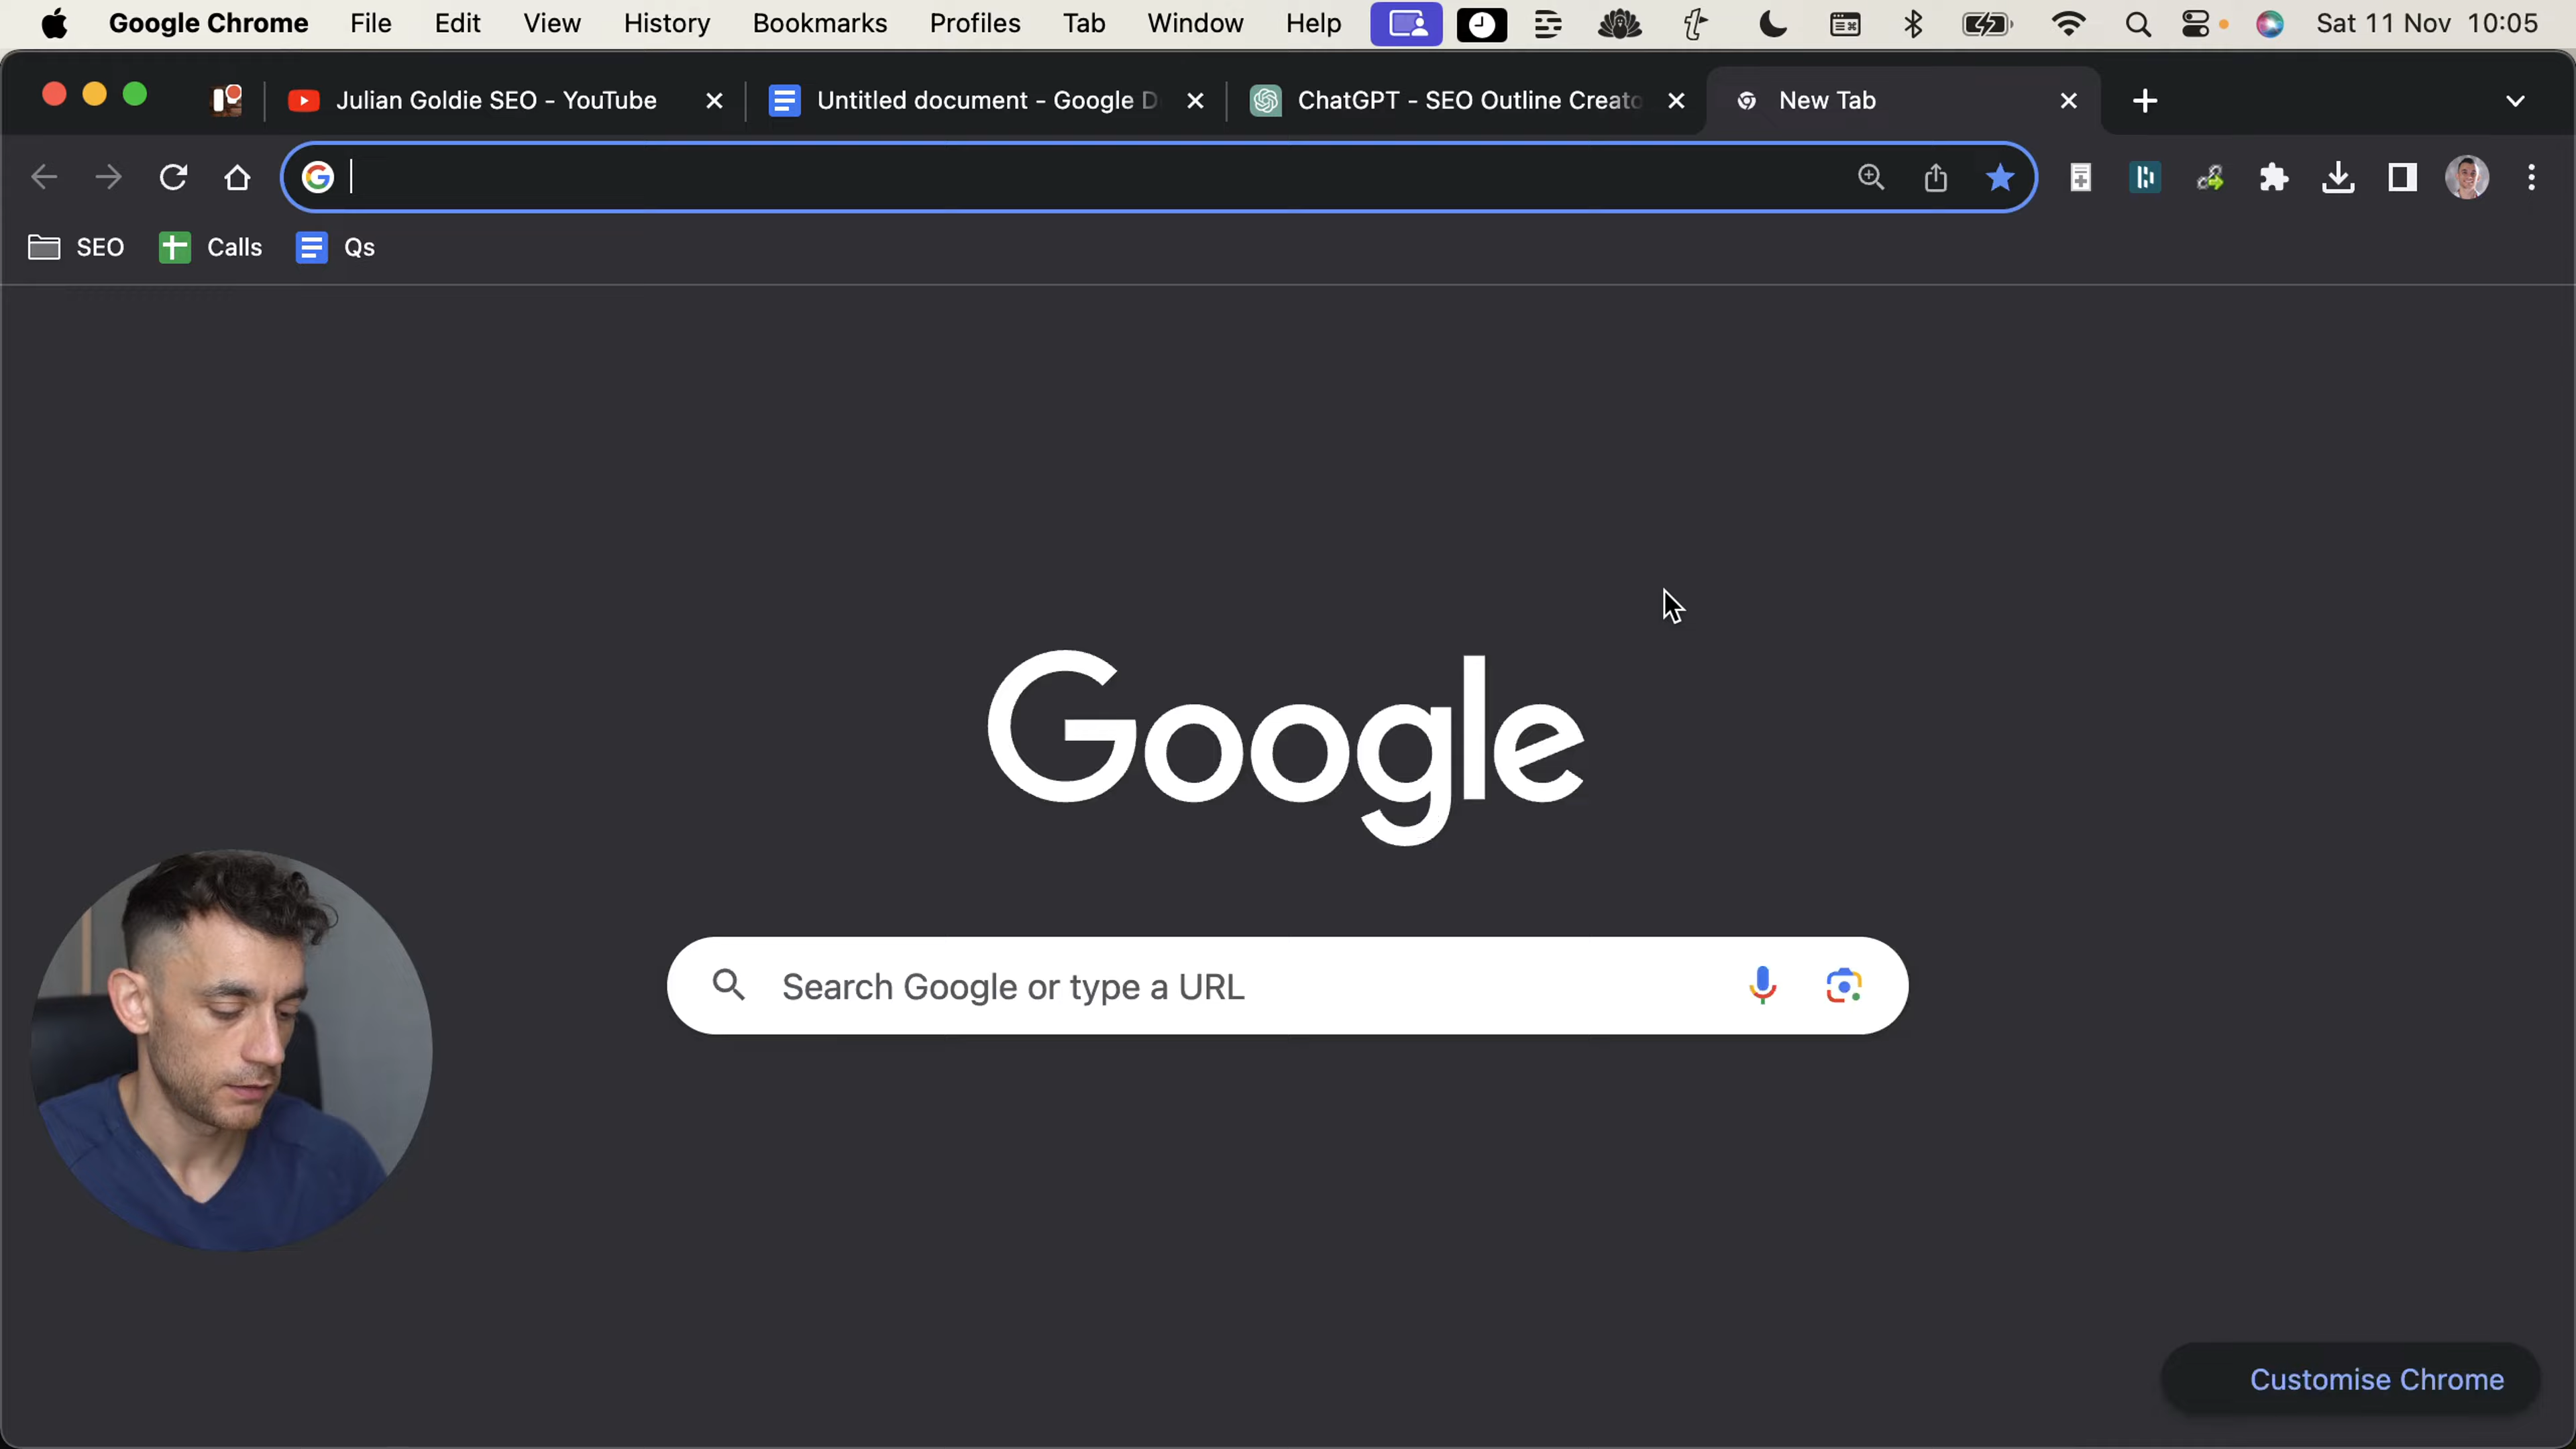 Google Chrome File Edit View History Bookmarks Profiles Tab Window Help Sat 11 Nov 10:05
Julian Goldie SEO - YouTube Untitled document - Google D ChatGPT - SEO Outline Creato New Tab
SEO Calls Qs
Google
Search Google or type a URL
Customise Chrome